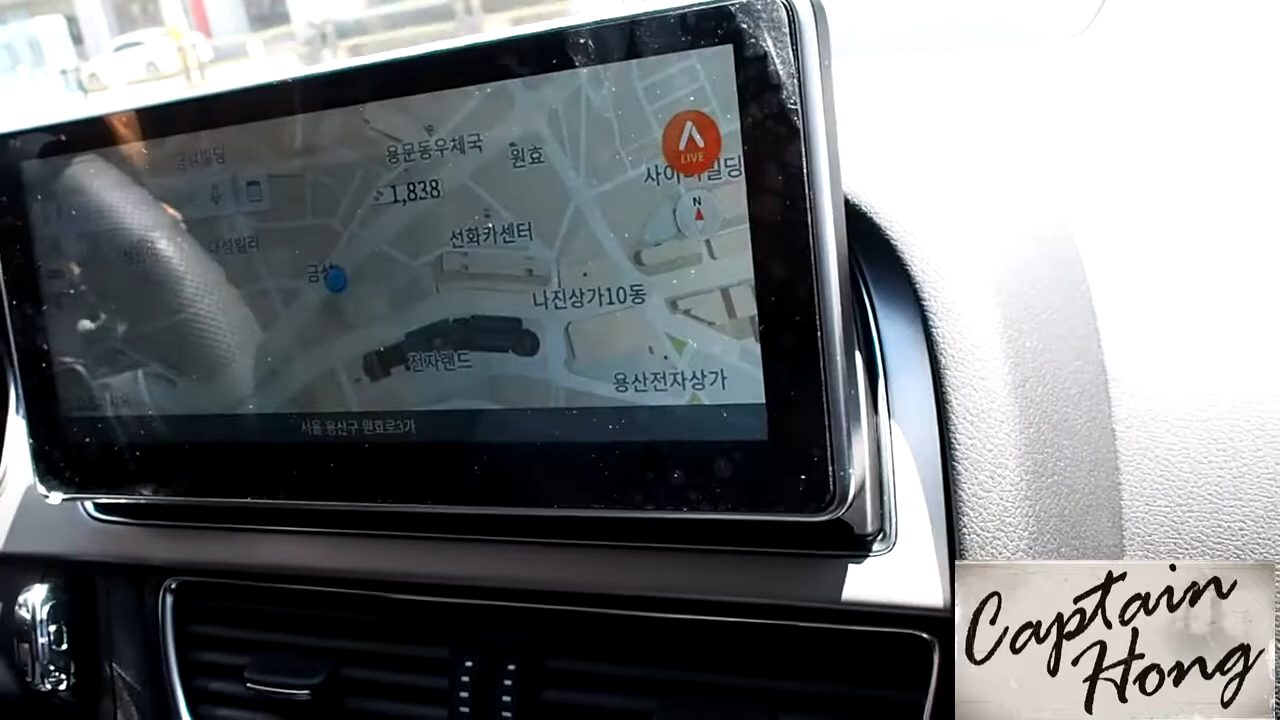 용문동우체국
원효
1,838
LIVE
N
선화카센터
나진상가10동
전자랜드
용산전자상가
서울 용산구 원효로3가
Captain
Hong